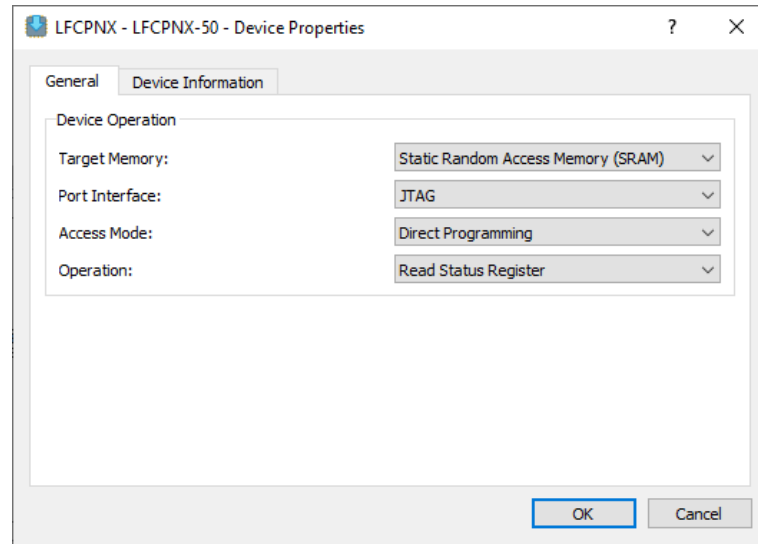 LFCPNX - LFCPNX-50 - Device Properties ?
General Device Information
Device Operation
Target Memory: Static Random Access Memory (SRAM)
Port Interface: JTAG
Access Mode: Direct Programming
Operation: Read Status Register
OK Cancel